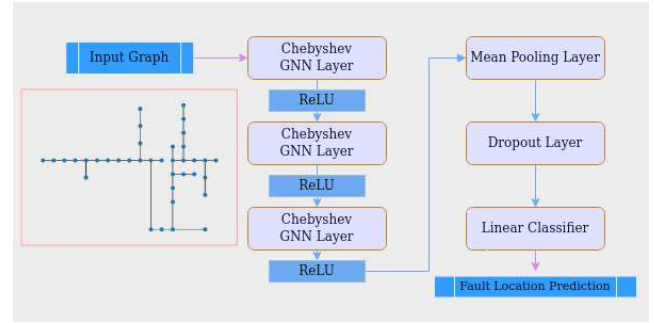 Input Graph
Chebyshev
GNN Layer
ReLU
Chebyshev
GNN Layer
ReLU
Chebyshev
GNN Layer
ReLU
Mean Pooling Layer
Dropout Layer
Linear Classifier
Fault Location Prediction